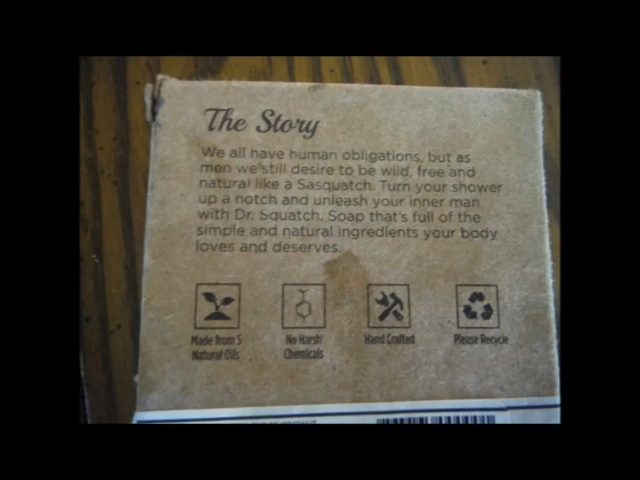 The Story
We all have human obligations, but as
men we still desire to be wild, free and
natural like a Sasquatch. Turn your shower
up a notch and unleash your inner man
with Dr. Squatch. Soap that's full of the
simple and natural ingredients your body
loves and deserves.
Made from 5
Natural Oils
No Harsh
Chemicals
Hand Crafted
Please Recycle